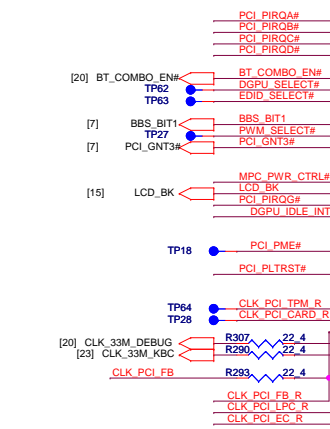 PCI_PIRQA#
PCI_PIRQB#
PCI_PIRQC#
PCI_PIRQD#
[20] BT_COMBO_EN# BT_COMBO_EN#
TP62 DGPU_SELECT#
TP63 EDID_SELECT#
[7] BBS_BIT1 BBS_BIT1
TP27 PWM_SELECT#
[7] PCI_GNT3# PCI_GNT3#
MPC_PWR_CTRL#
[15] LCD_BK LCD_BK
PCI_PIRQG#
DGPU_IDLE_INT
TP18 PCI_PME#
PCI_PLTRST#
TP64 CLK_PCI_TPM_R
TP28 CLK_PCI_CARD_R
[20] CLK_33M_DEBUG R307 22_4
[23] CLK_33M_KBC R290 22_4
CLK_PCI_FB R293 22_4
CLK_PCI_FB_R
CLK_PCI_LPC_R
CLK_PCI_EC_R